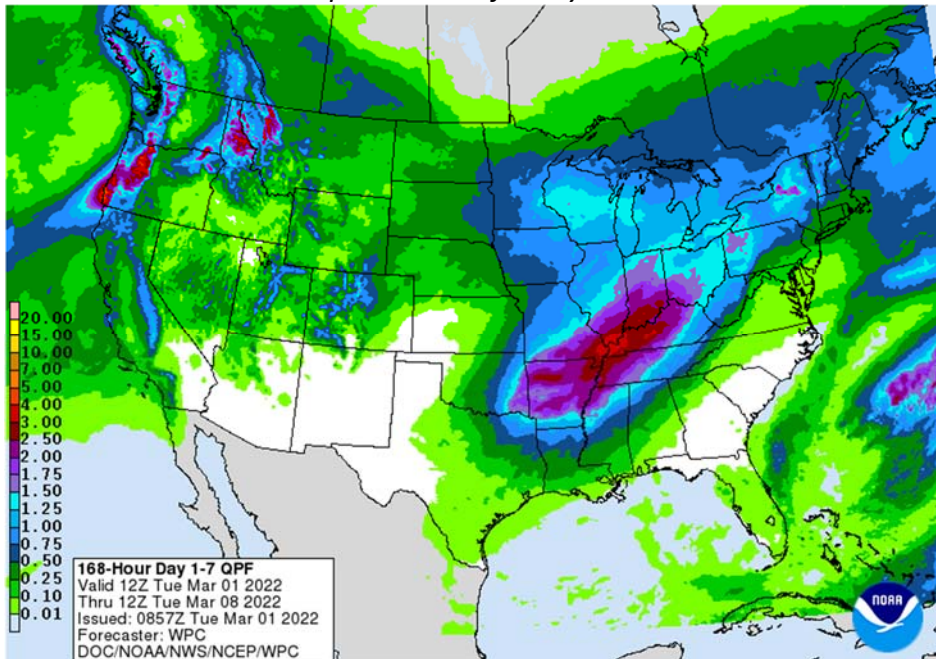 20.00
15.00
10.00
7.00
5.00
4.00
3.00
2.50
2.00
1.75
1.50
1.25
1.00
0.75
0.50
0.25
0.10
0.01
168-Hour Day 1-7 QPF
Valid 12Z Tue Mar 01 2022
Thru 12Z Tue Mar 08 2022
Issued: 0857Z Tue Mar 01 2022
Forecaster: WPC
DOC/NOAA/NWS/NCEP/WPC
NOAA